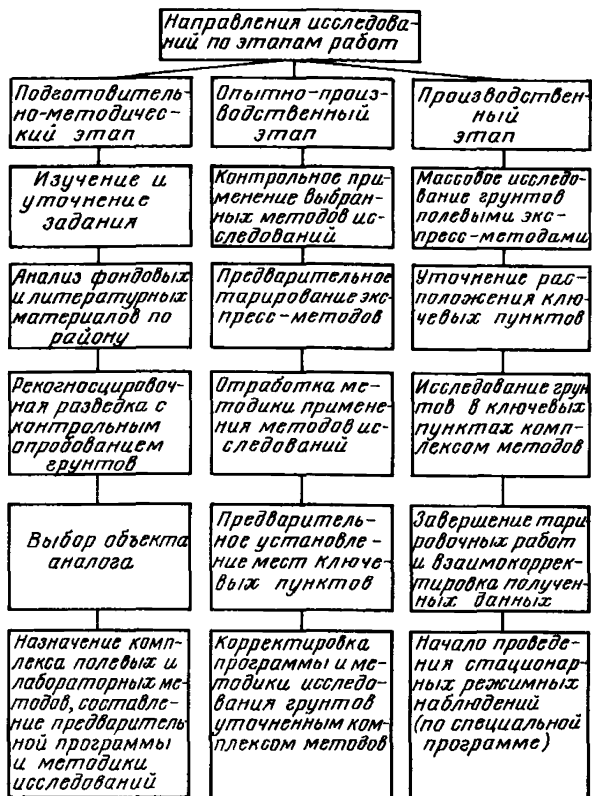 Направления исследова-
ний по этапам работ
Подготовитель-
но-методичес-
кий этап
Изучение и
уточнение
задания
Анализ фондовых
и литературных
материалов по
району
Рекогносцировоч-
ная разведка с
контрольным
опробованием
грунтов
Выбор объекта
аналога
Назначение комп-
лекса полевых и
лабораторных ме-
тодов, составле-
ние предваритель
ной программы
и методики
исследований
Опытно-произ-
водственный
этап
Контрольное при-
менение выбран-
ных методов ис-
следований
Предварительное
тарирование экс-
пресс-методов
Отработка ме-
тодики примене-
ния методов ис-
следований
Предваритель-
ное установле-
ние мест ключе-
вых пунктов
Корректировка
программы и ме-
тодики исследо-
вания грунтов
уточненным ком-
плексом методов
Производствен-
ный
этап
Массовое исследо-
вание грунтов
полевыми экс-
пресс-методами
Уточнение рас-
положения клю-
чевых пунктов
Исследование грун
тов в ключевых
пунктах комп-
лексом методов
Завершение тари
ровочных работ
и взаимокоррек-
тировка получен-
ных данных
Начало проведе-
ния стационар-
ных режимных
наблюдений
(по специальной
программе)